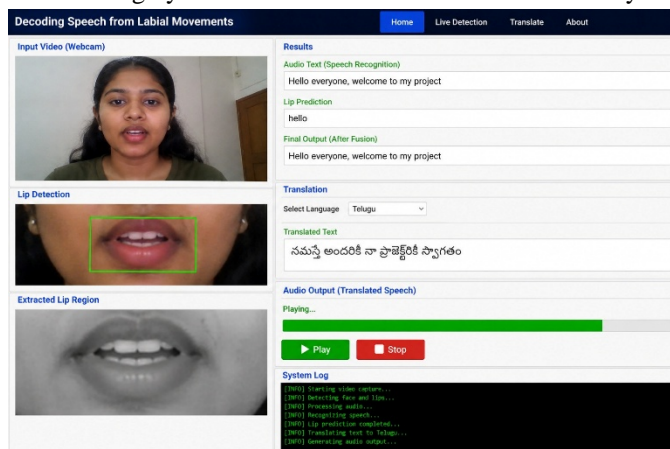 Decoding Speech from Labial Movements
Home Live Detection Translate About
Input Video (Webcam)
Lip Detection
Extracted Lip Region
Results
Audio Text (Speech Recognition)
Hello everyone, welcome to my project
Lip Prediction
hello
Final Output (After Fusion)
Hello everyone, welcome to my project
Translation
Select Language Telugu
Translated Text
నమస్తే అందరికీ నా ప్రాజెక్ట్‌రికీ స్వాగతం
Audio Output (Translated Speech)
Playing...
Play Stop
System Log
[INFO] Starting video capture...
[INFO] Detecting face and lips...
[INFO] Processing audio...
[INFO] Recognizing speech...
[INFO] Lip prediction completed...
[INFO] Translating text to Telugu...
[INFO] Generating audio output...